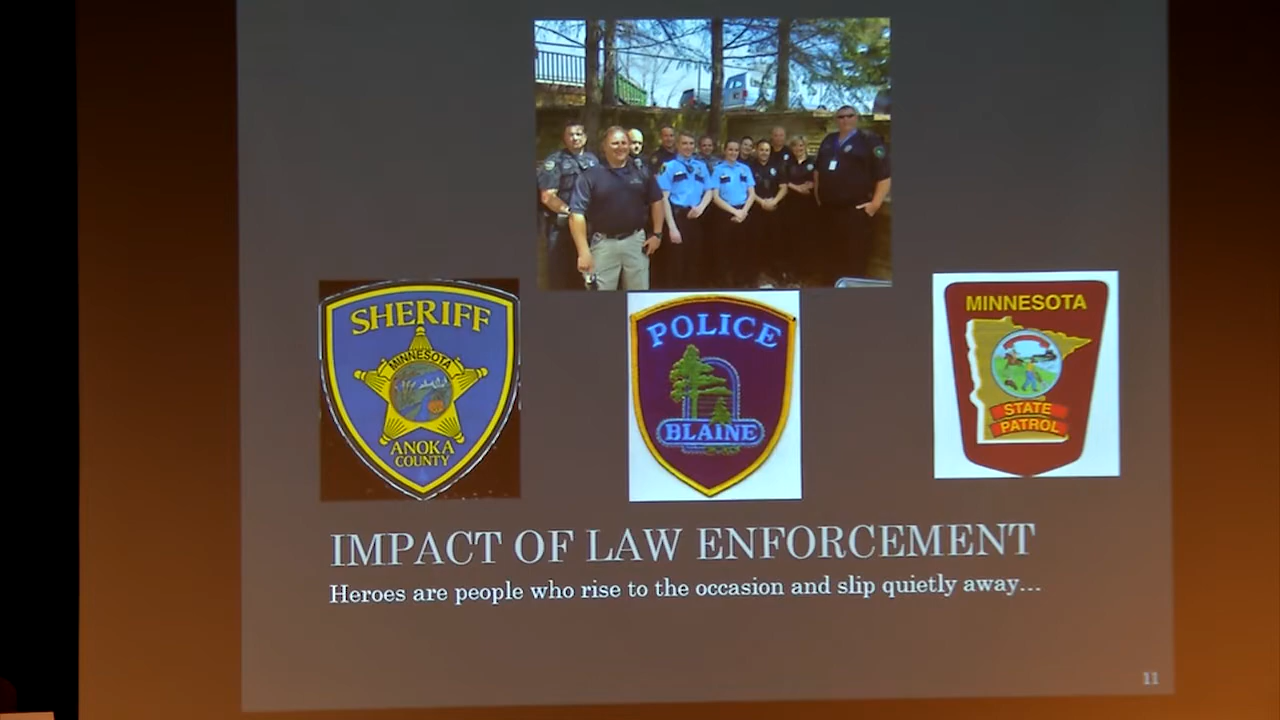 SHERIFF
MINNESOTA
ANOKA
COUNTY
POLICE
BLAINE
MINNESOTA
STATE
PATROL
IMPACT OF LAW ENFORCEMENT
Heroes are people who rise to the occasion and slip quietly away...
11